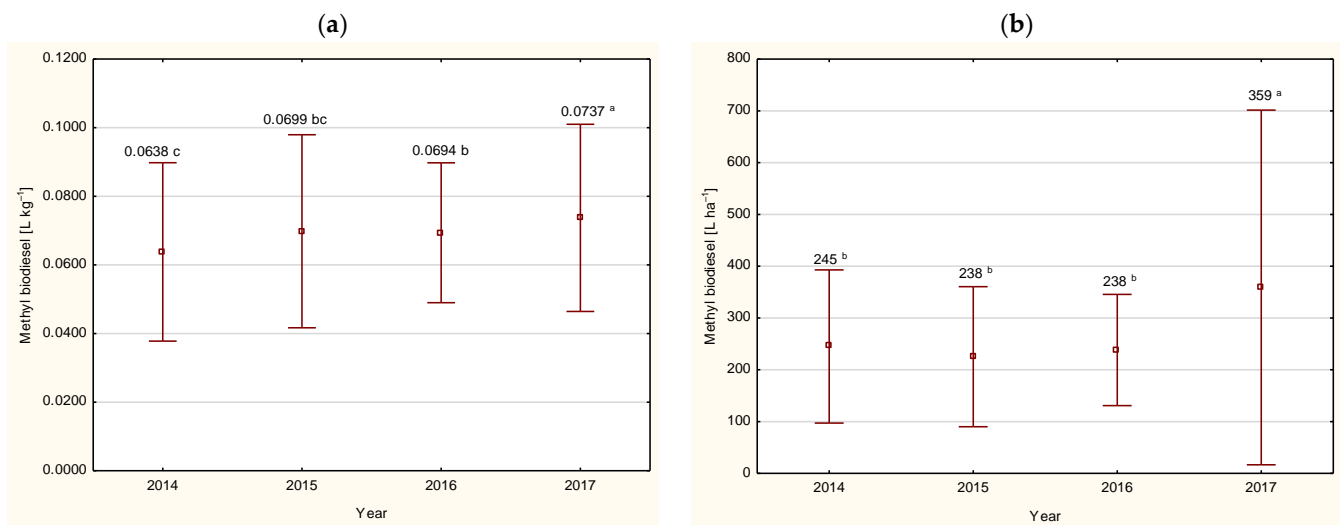 (a)
Methyl biodiesel [L kg⁻¹]
0.1200
0.1000
0.0800
0.0600
0.0400
0.0200
0.0000
0.0638 c
0.0699 bc
0.0694 b
0.0737 ᵃ
2014 2015 2016 2017
Year
(b)
Methyl biodiesel [L ha⁻¹]
800
700
600
500
400
300
200
100
0
245 ᵇ
238 ᵇ
238 ᵇ
359 ᵃ
2014 2015 2016 2017
Year